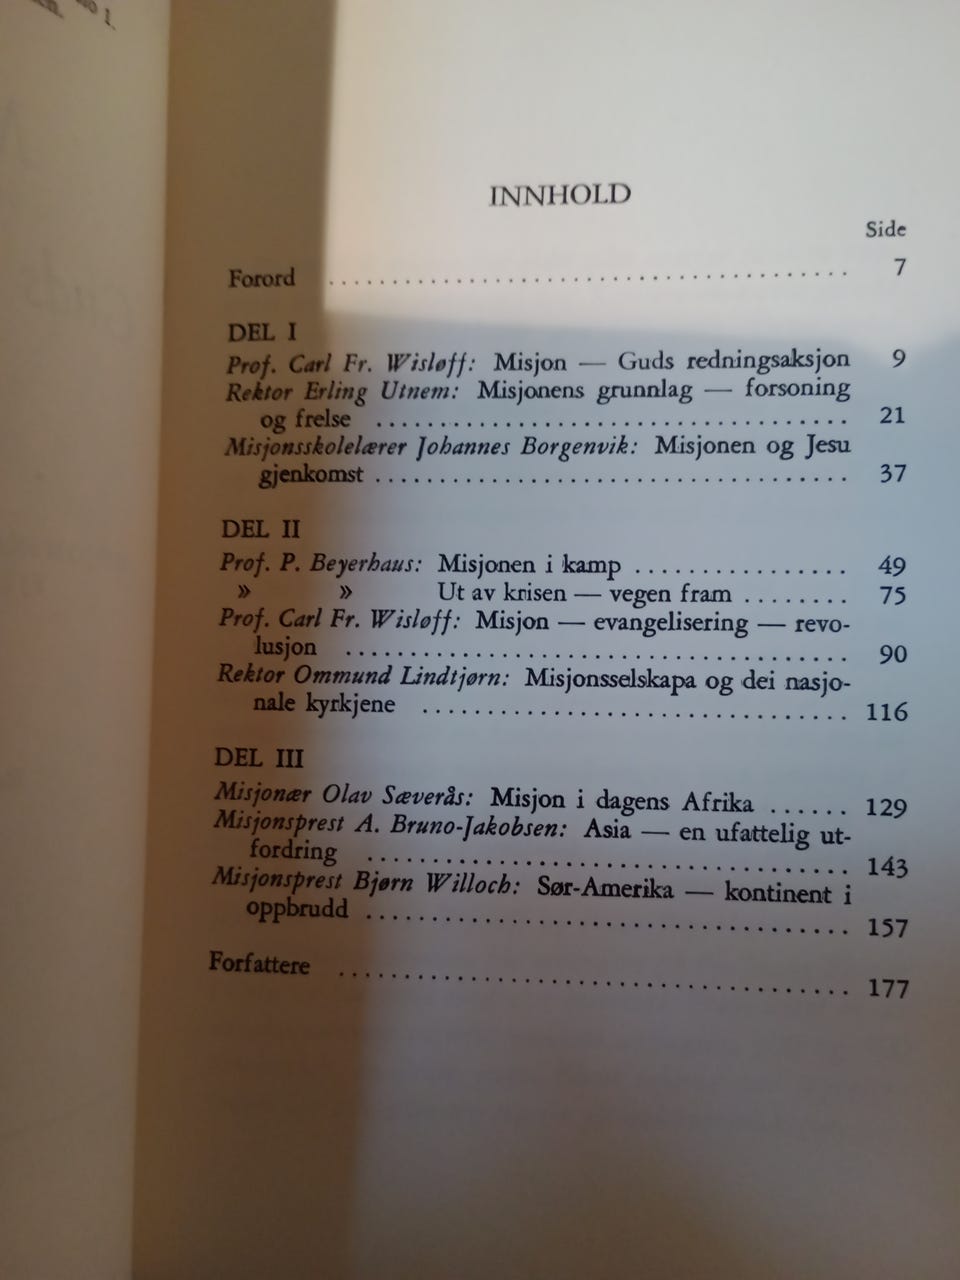 INNHOLD
Side
Forord ........................................ 7
DEL I
Prof. Carl Fr. Wisløff: Misjon — Guds redningsaksjon 9
Rektor Erling Utnem: Misjonens grunnlag — forsoning
og frelse .................................... 21
Misjonsskolelærer Johannes Borgenvik: Misjonen og Jesu
gjenkomst .................................... 37
DEL II
Prof. P. Beyerhaus: Misjonen i kamp ................. 49
» » Ut av krisen — vegen fram ........ 75
Prof. Carl Fr. Wisløff: Misjon — evangelisering — revo-
lusjon ...................................... 90
Rektor Ommund Lindtjørn: Misjonsselskapa og dei nasjo-
nale kyrkjene ................................ 116
DEL III
Misjonær Olav Sæverås: Misjon i dagens Afrika ...... 129
Misjonsprest A. Bruno-Jakobsen: Asia — en ufattelig ut-
fordring ..................................... 143
Misjonsprest Bjørn Willoch: Sør-Amerika — kontinent i
oppbrudd ..................................... 157
Forfattere ...................................... 177